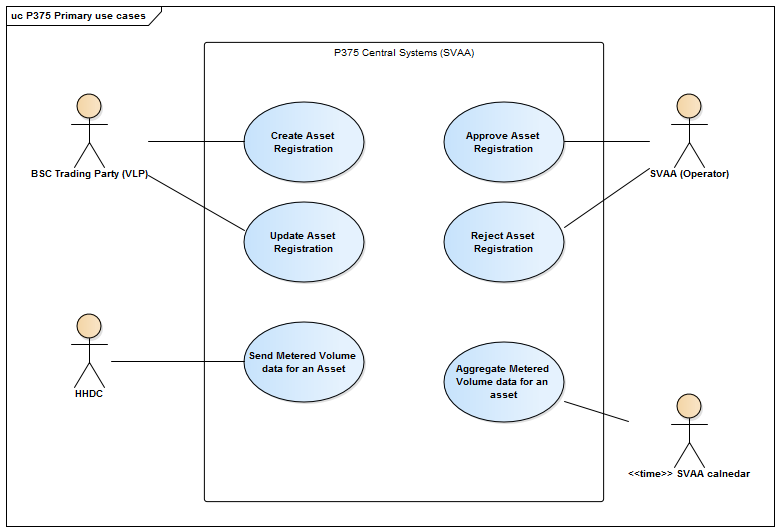 uc P375 Primary use cases
P375 Central Systems (SVAA)
Create Asset
Registration
Approve Asset
Registration
BSC Trading Party (VLP)
SVAA (Operator)
Update Asset
Registration
Reject Asset
Registration
Send Metered Volume
data for an Asset
Aggregate Metered
Volume data for an
asset
HHDC
<<time>> SVAA calnedar